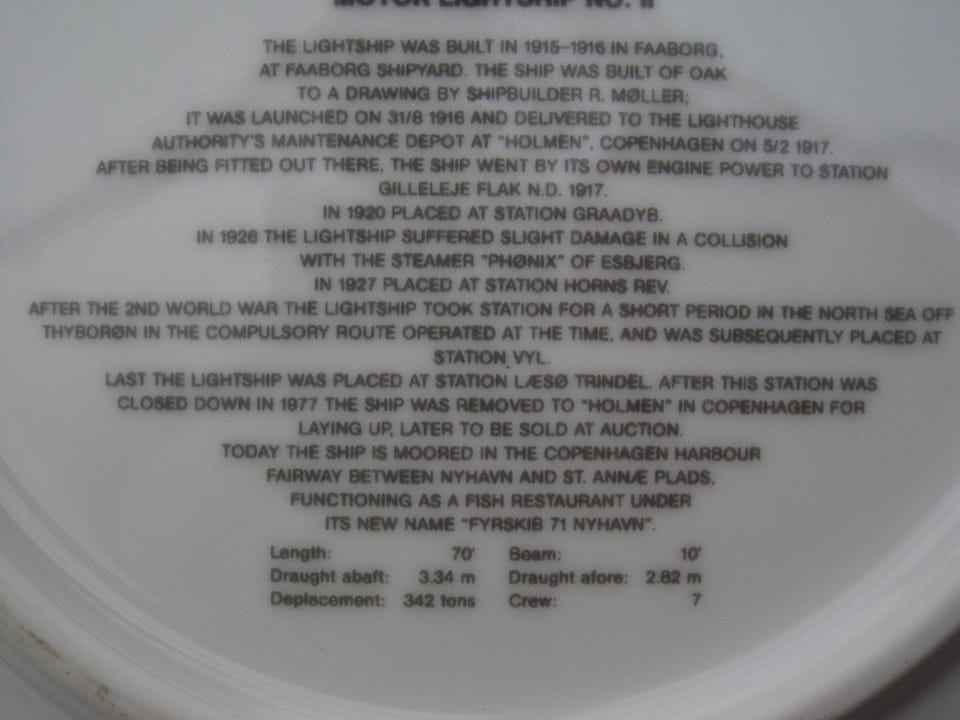 MOTOR LIGHTSHIP NO. II
THE LIGHTSHIP WAS BUILT IN 1915–1916 IN FAABORG,
AT FAABORG SHIPYARD. THE SHIP WAS BUILT OF OAK
TO A DRAWING BY SHIPBUILDER R. MØLLER;
IT WAS LAUNCHED ON 31/8 1916 AND DELIVERED TO THE LIGHTHOUSE
AUTHORITY'S MAINTENANCE DEPOT AT "HOLMEN", COPENHAGEN ON 5/2 1917.
AFTER BEING FITTED OUT THERE, THE SHIP WENT BY ITS OWN ENGINE POWER TO STATION
GILLELEJE FLAK N.D. 1917.
IN 1920 PLACED AT STATION GRAADYB.
IN 1926 THE LIGHTSHIP SUFFERED SLIGHT DAMAGE IN A COLLISION
WITH THE STEAMER "PHØNIX" OF ESBJERG.
IN 1927 PLACED AT STATION HORNS REV.
AFTER THE 2ND WORLD WAR THE LIGHTSHIP TOOK STATION FOR A SHORT PERIOD IN THE NORTH SEA OFF
THYBORØN IN THE COMPULSORY ROUTE OPERATED AT THE TIME, AND WAS SUBSEQUENTLY PLACED AT
STATION VYL.
LAST THE LIGHTSHIP WAS PLACED AT STATION LÆSØ TRINDEL. AFTER THIS STATION WAS
CLOSED DOWN IN 1977 THE SHIP WAS REMOVED TO "HOLMEN" IN COPENHAGEN FOR
LAYING UP, LATER TO BE SOLD AT AUCTION.
TODAY THE SHIP IS MOORED IN THE COPENHAGEN HARBOUR
FAIRWAY BETWEEN NYHAVN AND ST. ANNÆ PLADS,
FUNCTIONING AS A FISH RESTAURANT UNDER
ITS NEW NAME "FYRSKIB 71 NYHAVN".
Length: 70' Beam: 10'
Draught abaft: 3.34 m Draught afore: 2.82 m
Deplacement: 342 tons Crew: 7